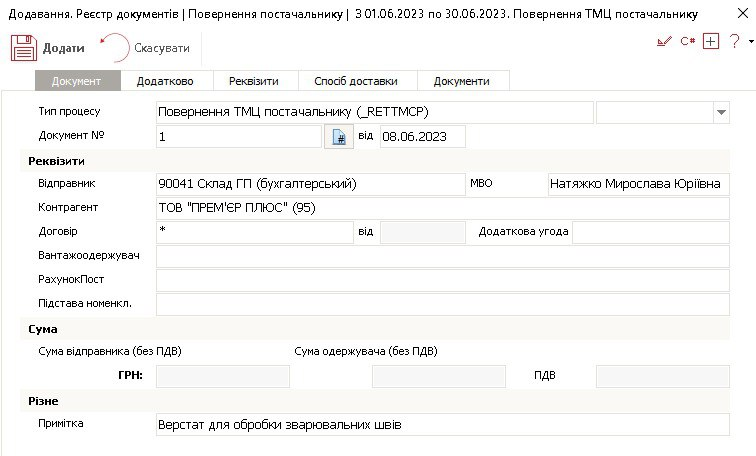 Додавання. Реєстр документів | Повернення постачальнику | З 01.06.2023 по 30.06.2023. Повернення ТМЦ постачальнику
Додати Скасувати C# ?
Документ Додатково Реквізити Спосіб доставки Документи
Тип процесу Повернення ТМЦ постачальнику (_RETTMCP)
Документ № 1 # від 08.06.2023
Реквізити
Відправник 90041 Склад ГП (бухгалтерський) МВО Натяжко Мирослава Юріївна
Контрагент ТОВ "ПРЕМ'ЄР ПЛЮС" (95)
Договір * від Додаткова угода
Вантажоодержувач
РахунокПост
Підстава номенкл.
Сума
Сума відправника (без ПДВ) Сума одержувача (без ПДВ)
ГРН: ПДВ
Різне
Примітка Верстат для обробки зварювальних швів